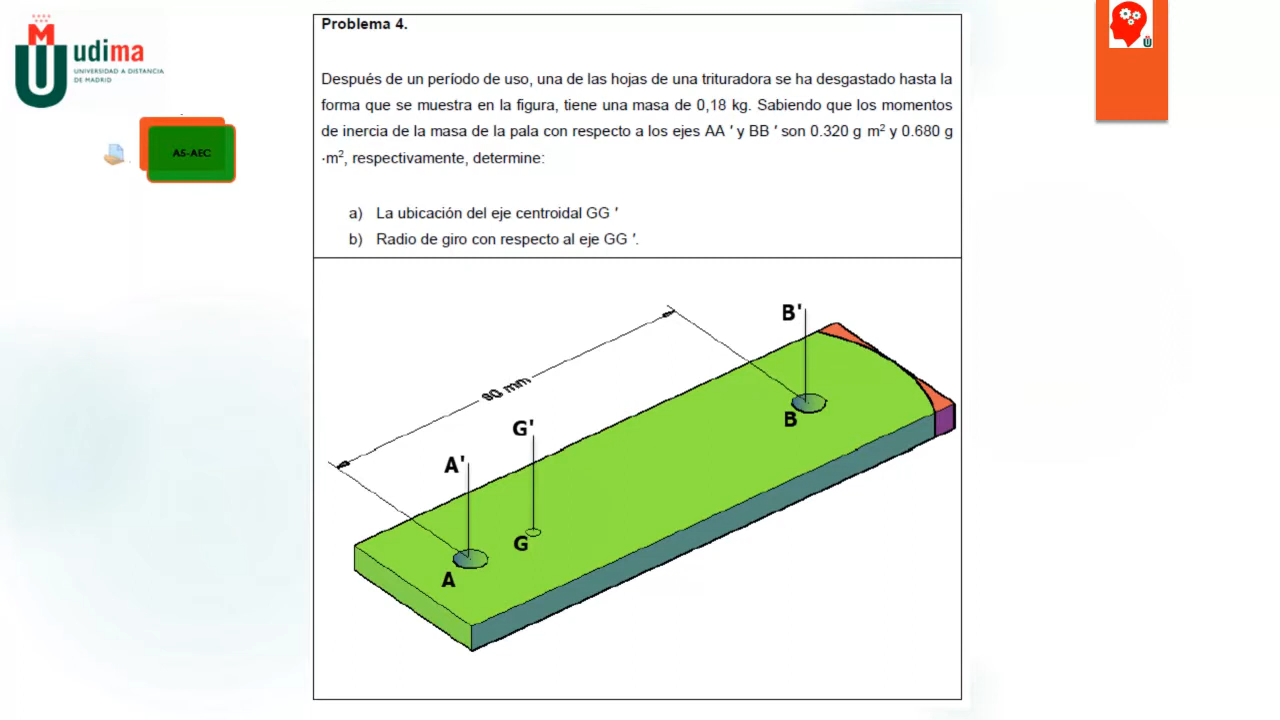 udima
UNIVERSIDAD A DISTANCIA
DE MADRID
A5-AEC
Problema 4.
Después de un período de uso, una de las hojas de una trituradora se ha desgastado hasta la
forma que se muestra en la figura, tiene una masa de 0,18 kg. Sabiendo que los momentos
de inercia de la masa de la pala con respecto a los ejes AA ′ y BB ′ son 0.320 g m² y 0.680 g
·m², respectivamente, determine:
a) La ubicación del eje centroidal GG ′
b) Radio de giro con respecto al eje GG ′.
B'
mm
B
G'
A'
G
A